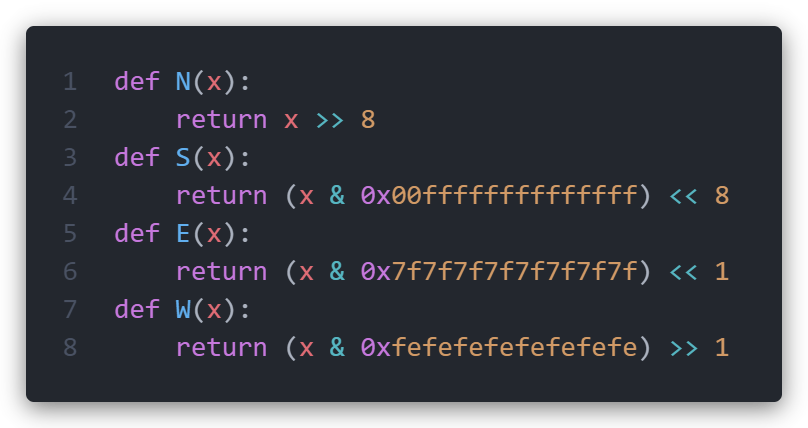 1 def N(x):
2     return x >> 8
3 def S(x):
4     return (x & 0x00ffffffffffffff) << 8
5 def E(x):
6     return (x & 0x7f7f7f7f7f7f7f7f) << 1
7 def W(x):
8     return (x & 0xfefefefefefefefe) >> 1